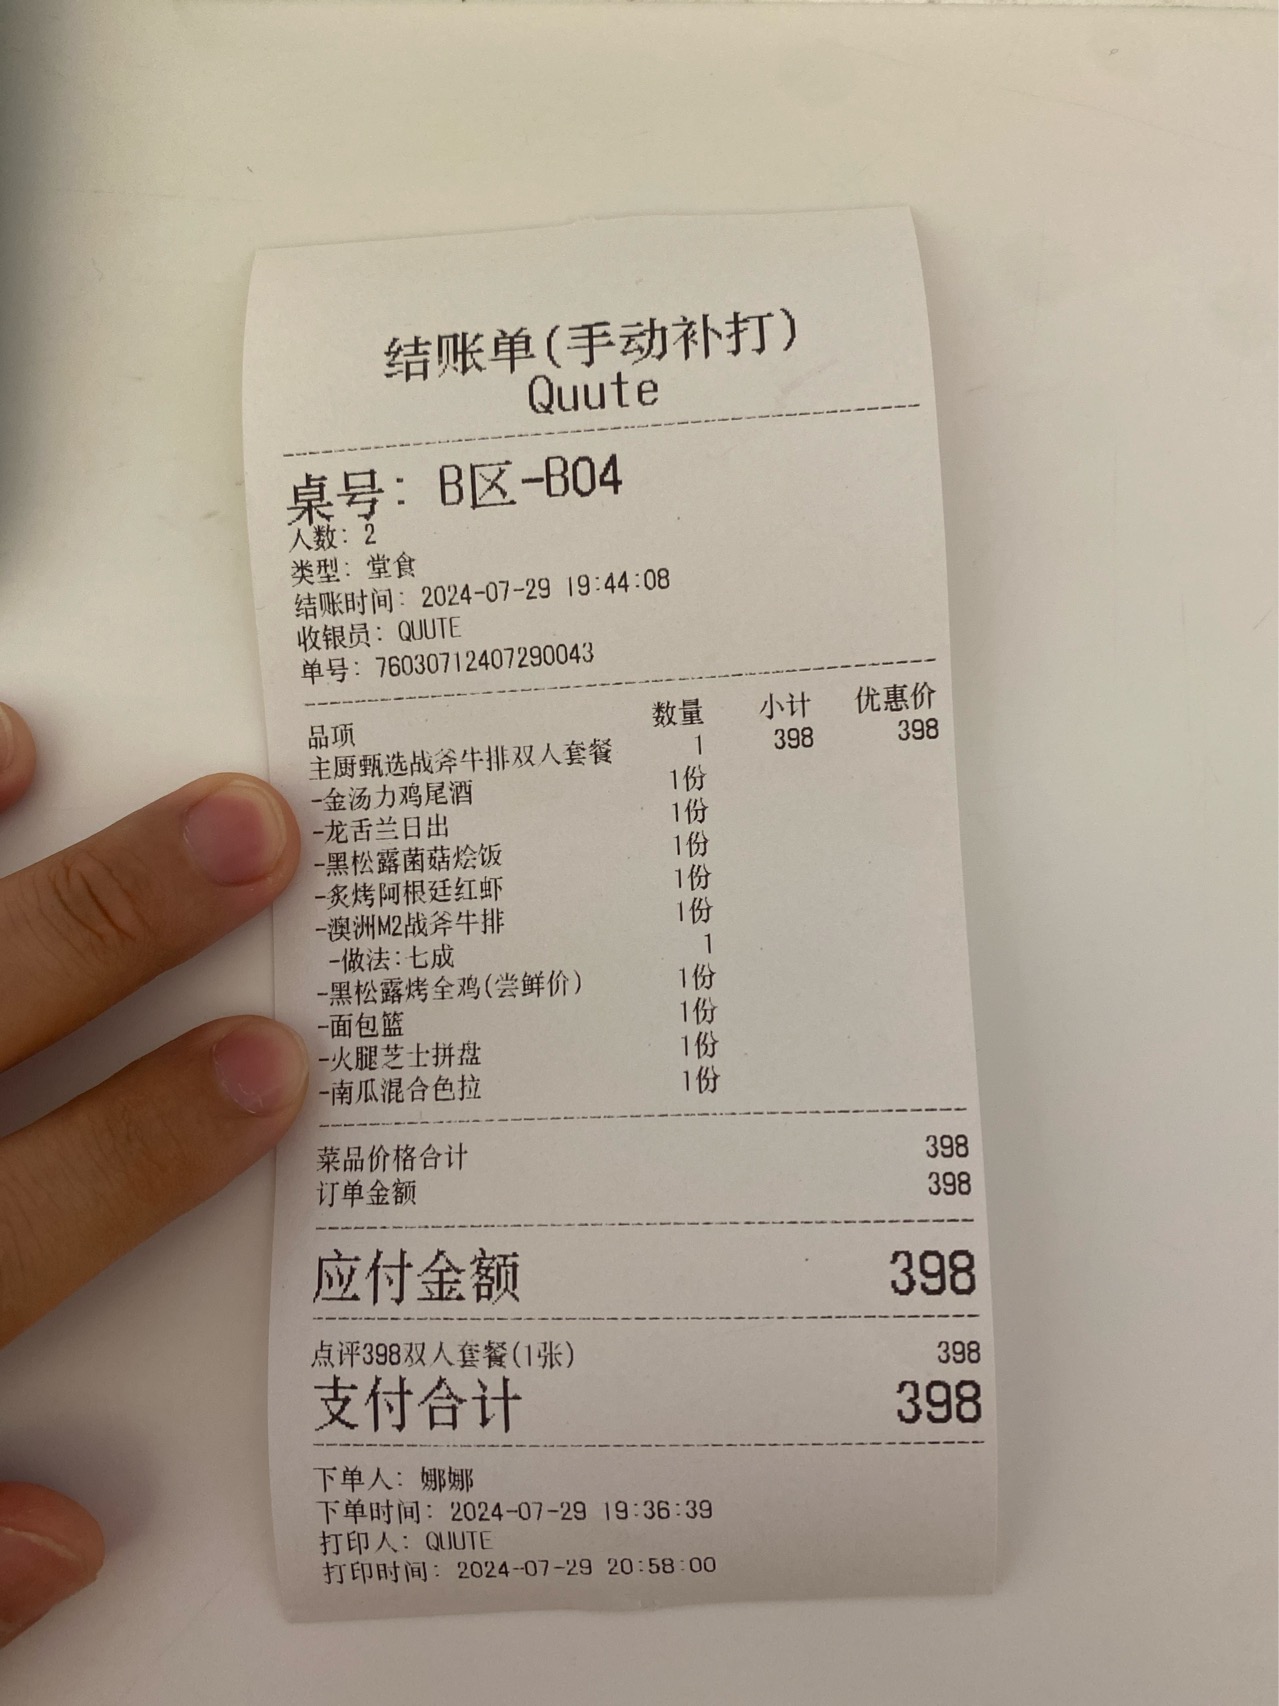 结账单(手动补打)
Quute
桌号: B区-B04
人数: 2
类型: 堂食
结账时间: 2024-07-29 19:44:08
收银员: QUUTE
单号: 76030712407290043
品项 数量 小计 优惠价
主厨甄选战斧牛排双人套餐 1 398 398
-金汤力鸡尾酒 1份
-龙舌兰日出 1份
-黑松露菌菇烩饭 1份
-炙烤阿根廷红虾 1份
-澳洲M2战斧牛排 1份
-做法:七成 1
-黑松露烤全鸡(尝鲜价) 1份
-面包篮 1份
-火腿芝士拼盘 1份
-南瓜混合色拉 1份
菜品价格合计 398
订单金额 398
应付金额 398
点评398双人套餐(1张) 398
支付合计 398
下单人: 娜娜
下单时间: 2024-07-29 19:36:39
打印人: QUUTE
打印时间: 2024-07-29 20:58:00